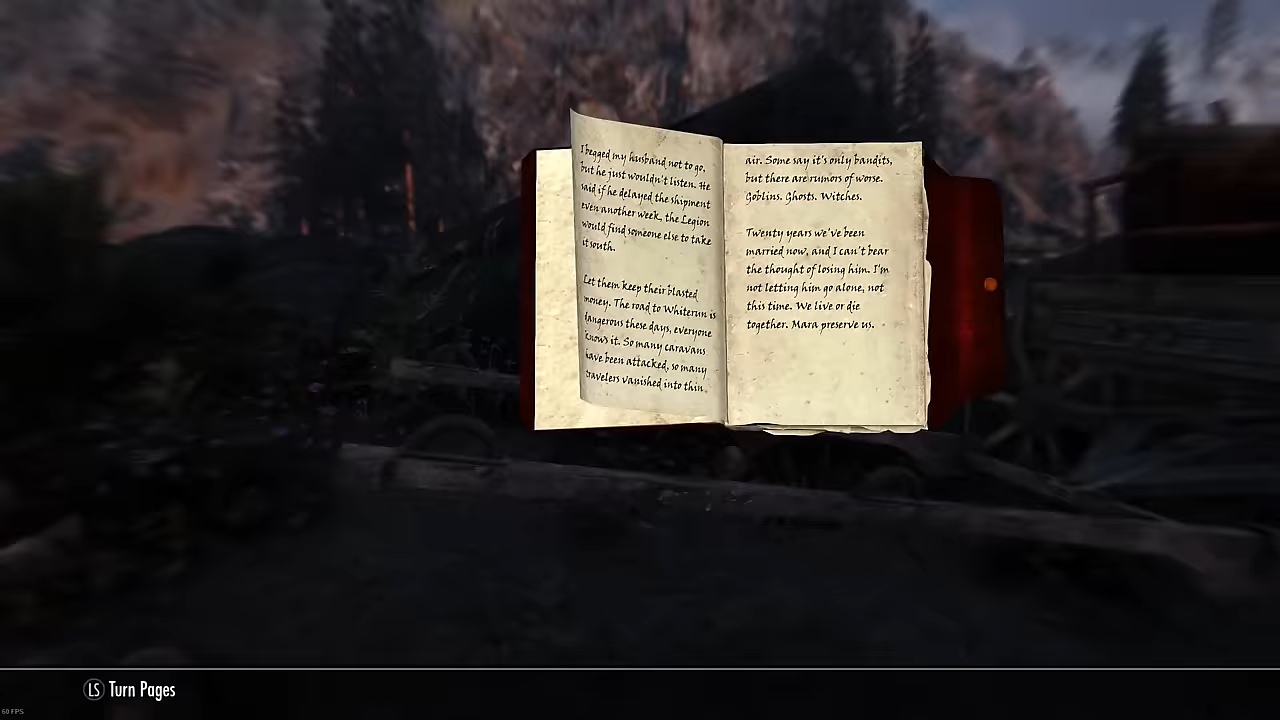 I begged my husband not to go,
but he just wouldn't listen. He
said if he delayed the shipment
even another week, the Legion
would find someone else to take
it south.
Let them keep their blasted
money. The road to Whiterun is
dangerous these days, everyone
knows it. So many caravans
have been attacked, so many
travelers vanished into thin
air. Some say it's only bandits,
but there are rumors of worse.
Goblins. Ghosts. Witches.
Twenty years we've been
married now, and I can't bear
the thought of losing him. I'm
not letting him go alone, not
this time. We live or die
together. Mara preserve us.
LS Turn Pages
60 FPS